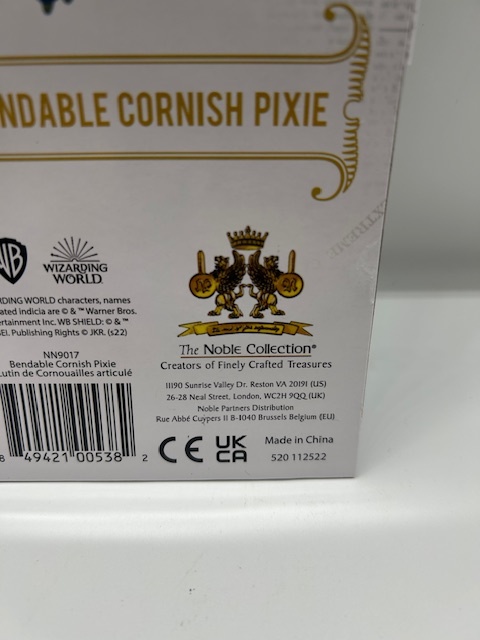 NDABLE CORNISH PIXIE
WB
WIZARDING
WORLD
RDING WORLD characters, names
ated indicia are © & ™ Warner Bros.
ertainment Inc. WB SHIELD: © & ™
EI. Publishing Rights © JKR. (s22)
NN9017
Bendable Cornish Pixie
utin de Cornouailles articulé
8 49421 00538 2
The Noble Collection®
Creators of Finely Crafted Treasures
11190 Sunrise Valley Dr. Reston VA 20191 (US)
26-28 Neal Street, London, WC2H 9QQ (UK)
Noble Partners Distribution
Rue Abbé Cuypers 11 B-1040 Brussels Belgium (EU)
CE UK
CA
Made in China
520 112522